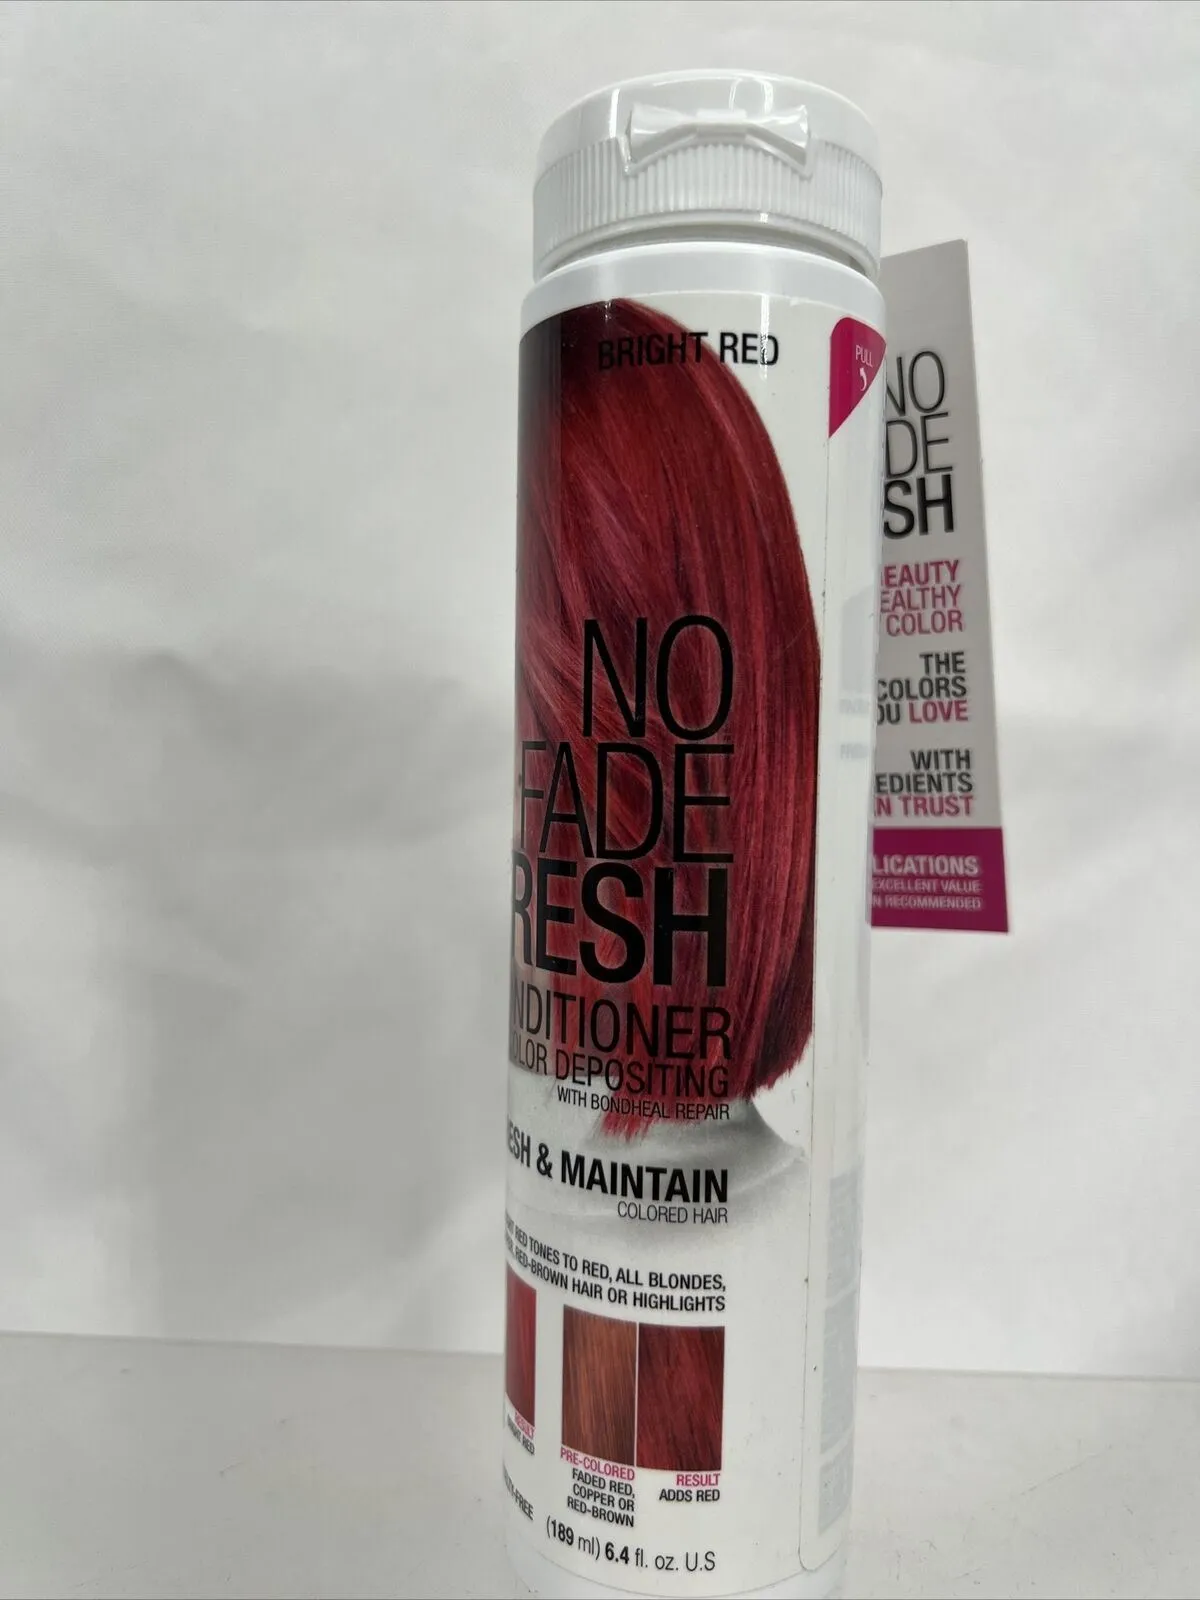 BRIGHT RED
PULL
NO
FADE
RESH
NDITIONER
OLOR DEPOSITING
WITH BONDHEAL REPAIR
ESH & MAINTAIN
COLORED HAIR
RED TONES TO RED, ALL BLONDES,
RED-BROWN HAIR OR HIGHLIGHTS
RESULT
BRIGHT RED
PRE-COLORED
FADED RED,
COPPER OR
RED-BROWN
RESULT
ADDS RED
TY-FREE
(189 ml) 6.4 fl. oz. U.S
NO
DE
SH
EAUTY
EALTHY
COLOR
THE
COLORS
OU LOVE
WITH
EDIENTS
N TRUST
LICATIONS
EXCELLENT VALUE
N RECOMMENDED